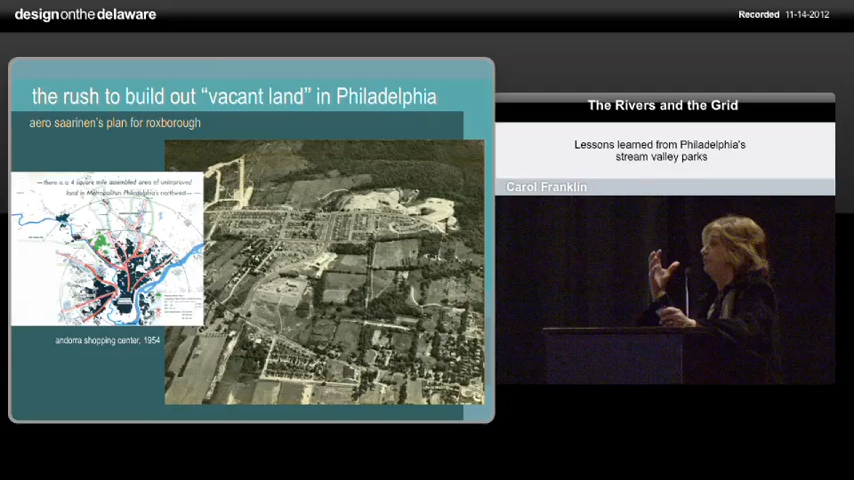 designonthedelaware
Recorded 11-14-2012
the rush to build out “vacant land” in Philadelphia
aero saarinen's plan for roxborough
there is a 4 square mile assembled area of unimproved
land in Metropolitan Philadelphia's northwest
andorra shopping center, 1954
The Rivers and the Grid
Lessons learned from Philadelphia's
stream valley parks
Carol Franklin